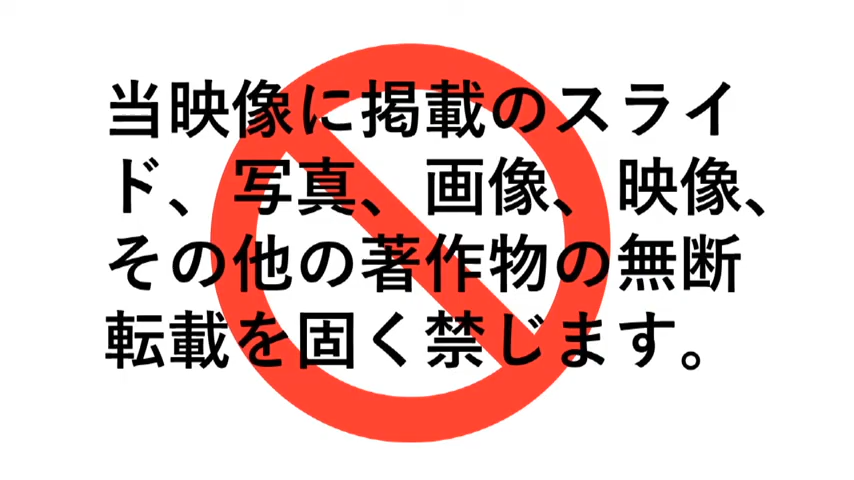 当映像に掲載のスライ
ド、写真、画像、映像、
その他の著作物の無断
転載を固く禁じます。